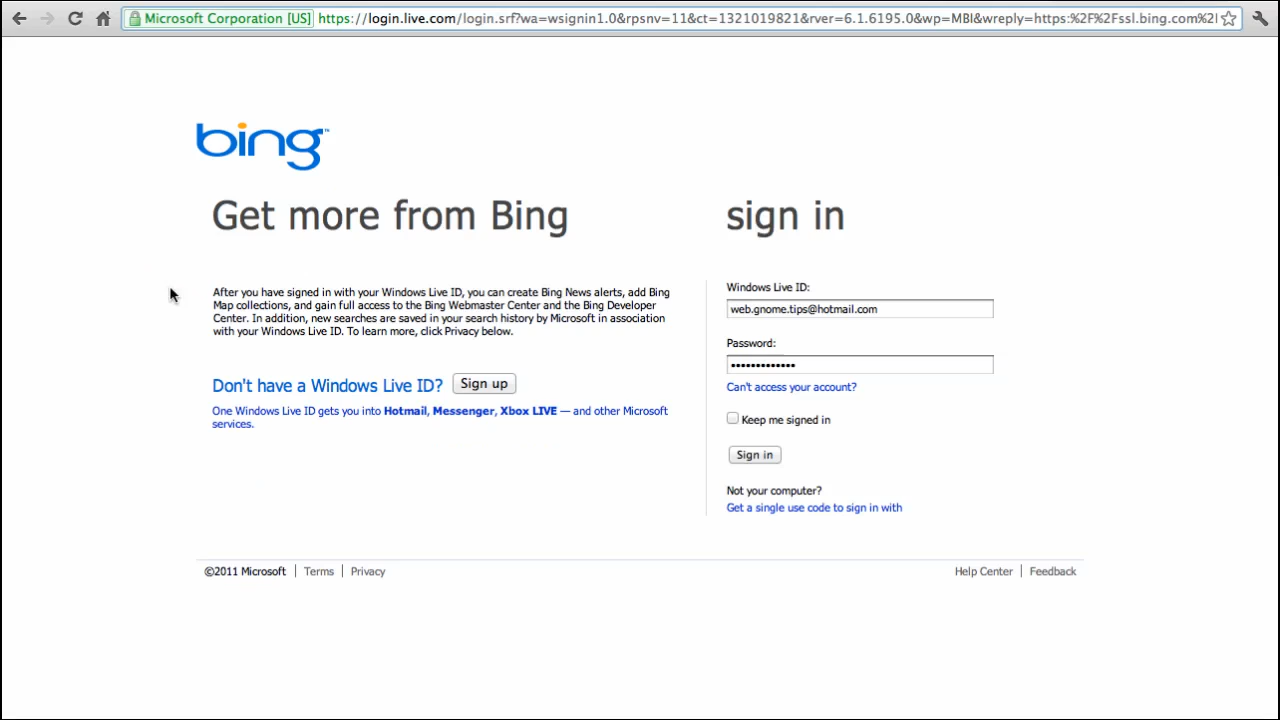 Microsoft Corporation [US] https://login.live.com/login.srf?wa=wsignin1.0&rpsnv=11&ct=1321019821&rver=6.1.6195.0&wp=MBI&wreply=https:%2F%2Fssl.bing.com%2
bing™
Get more from Bing
sign in
After you have signed in with your Windows Live ID, you can create Bing News alerts, add Bing
Map collections, and gain full access to the Bing Webmaster Center and the Bing Developer
Center. In addition, new searches are saved in your search history by Microsoft in association
with your Windows Live ID. To learn more, click Privacy below.
Don't have a Windows Live ID? Sign up
One Windows Live ID gets you into Hotmail, Messenger, Xbox LIVE — and other Microsoft
services.
Windows Live ID:
web.gnome.tips@hotmail.com
Password:
•••••••••••••
Can't access your account?
Keep me signed in
Sign in
Not your computer?
Get a single use code to sign in with
©2011 Microsoft | Terms | Privacy
Help Center | Feedback